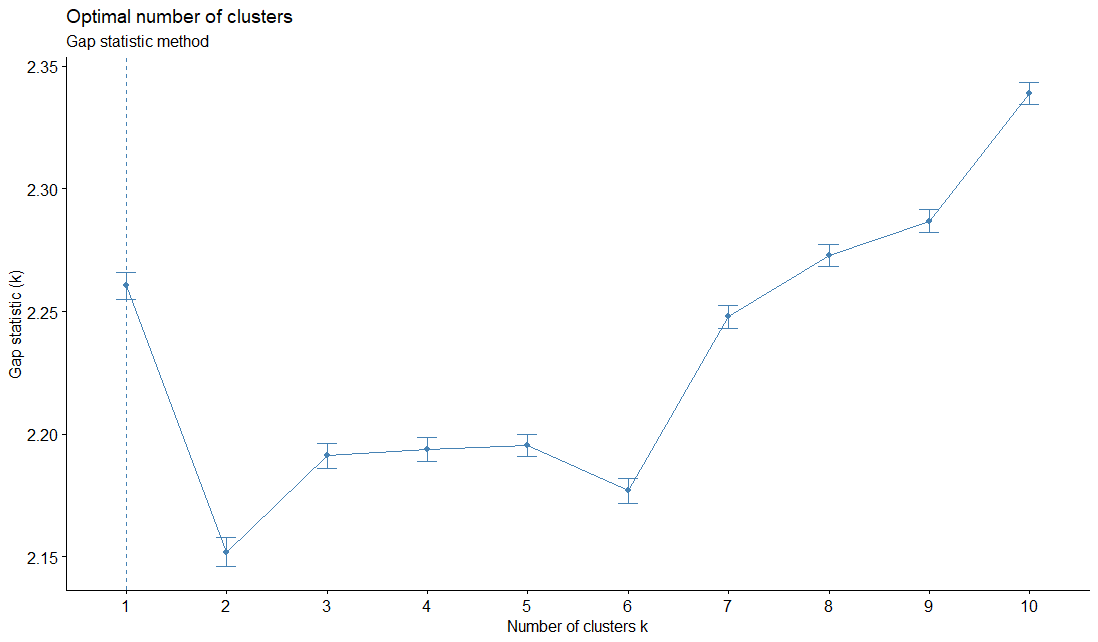 Optimal number of clusters
Gap statistic method
2.35
2.30
2.25
2.20
2.15
Gap statistic (k)
1 2 3 4 5 6 7 8 9 10
Number of clusters k